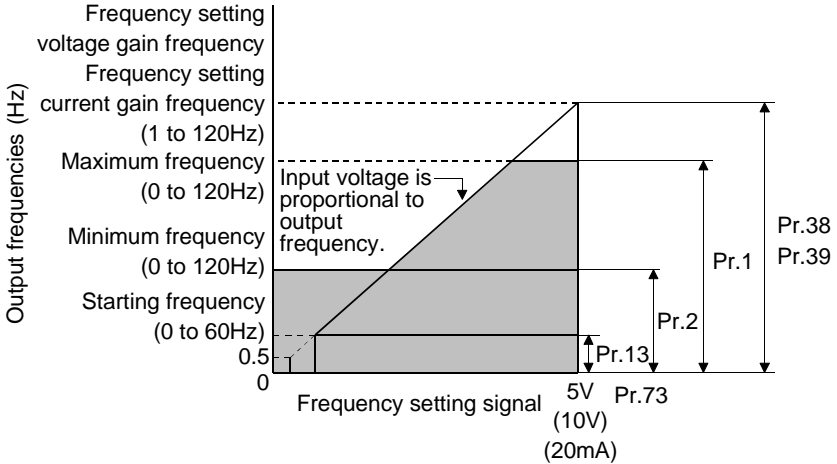 Frequency setting
voltage gain frequency
Frequency setting
current gain frequency
(1 to 120Hz)
Maximum frequency
(0 to 120Hz)
Minimum frequency
(0 to 120Hz)
Starting frequency
(0 to 60Hz)
0.5
0
Output frequencies (Hz)
Input voltage is
proportional to
output
frequency.
Pr.38
Pr.39
Pr.1
Pr.2
Pr.13
Frequency setting signal
5V
(10V)
(20mA)
Pr.73